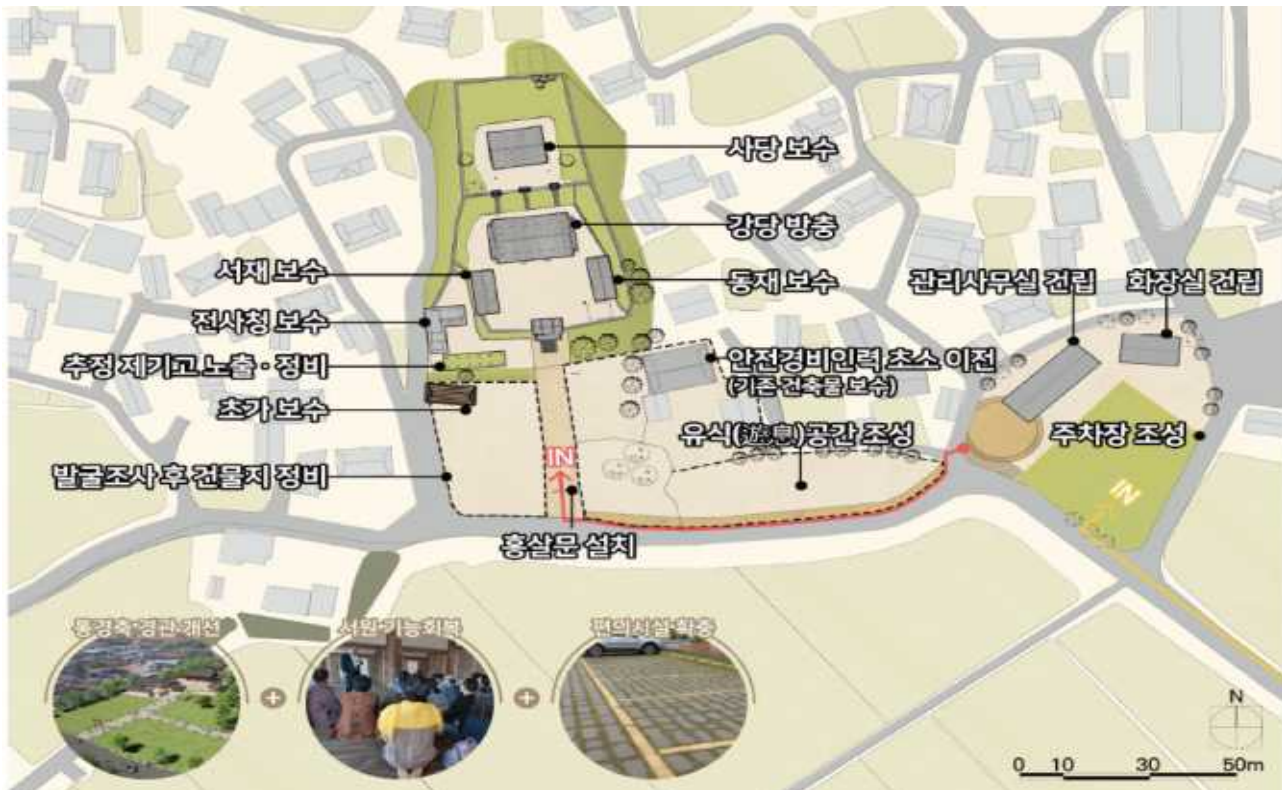 사당 보수
강당 방충
서재 보수
동재 보수
관리사무실 건립
화장실 건립
전사청 보수
추정 제기고 노출·정비
안전경비인력 초소 이전
(기존 건축물 보수)
초가 보수
유식(遊息)공간 조성
주차장 조성
IN
IN
발굴조사 후 건물지 정비
홍살문 설치
통경축·경관 개선
서원 기능회복
편의시설 확충
+
+
N
0 10 30 50m